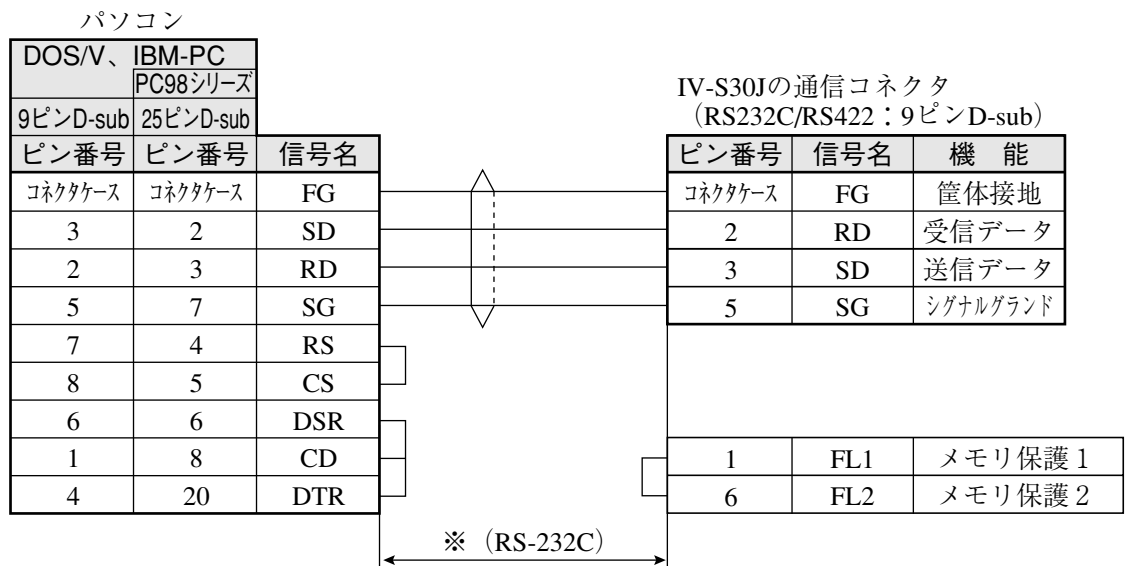 パソコン
DOS/V、IBM-PC
PC98シリーズ
9ピンD-sub 25ピンD-sub
ピン番号 ピン番号 信号名
コネクタケース コネクタケース FG
3 2 SD
2 3 RD
5 7 SG
7 4 RS
8 5 CS
6 6 DSR
1 8 CD
4 20 DTR
IV-S30Jの通信コネクタ
(RS232C/RS422:9ピンD-sub)
ピン番号 信号名 機 能
コネクタケース FG 筐体接地
2 RD 受信データ
3 SD 送信データ
5 SG シグナルグランド
1 FL1 メモリ保護1
6 FL2 メモリ保護2
※(RS-232C)